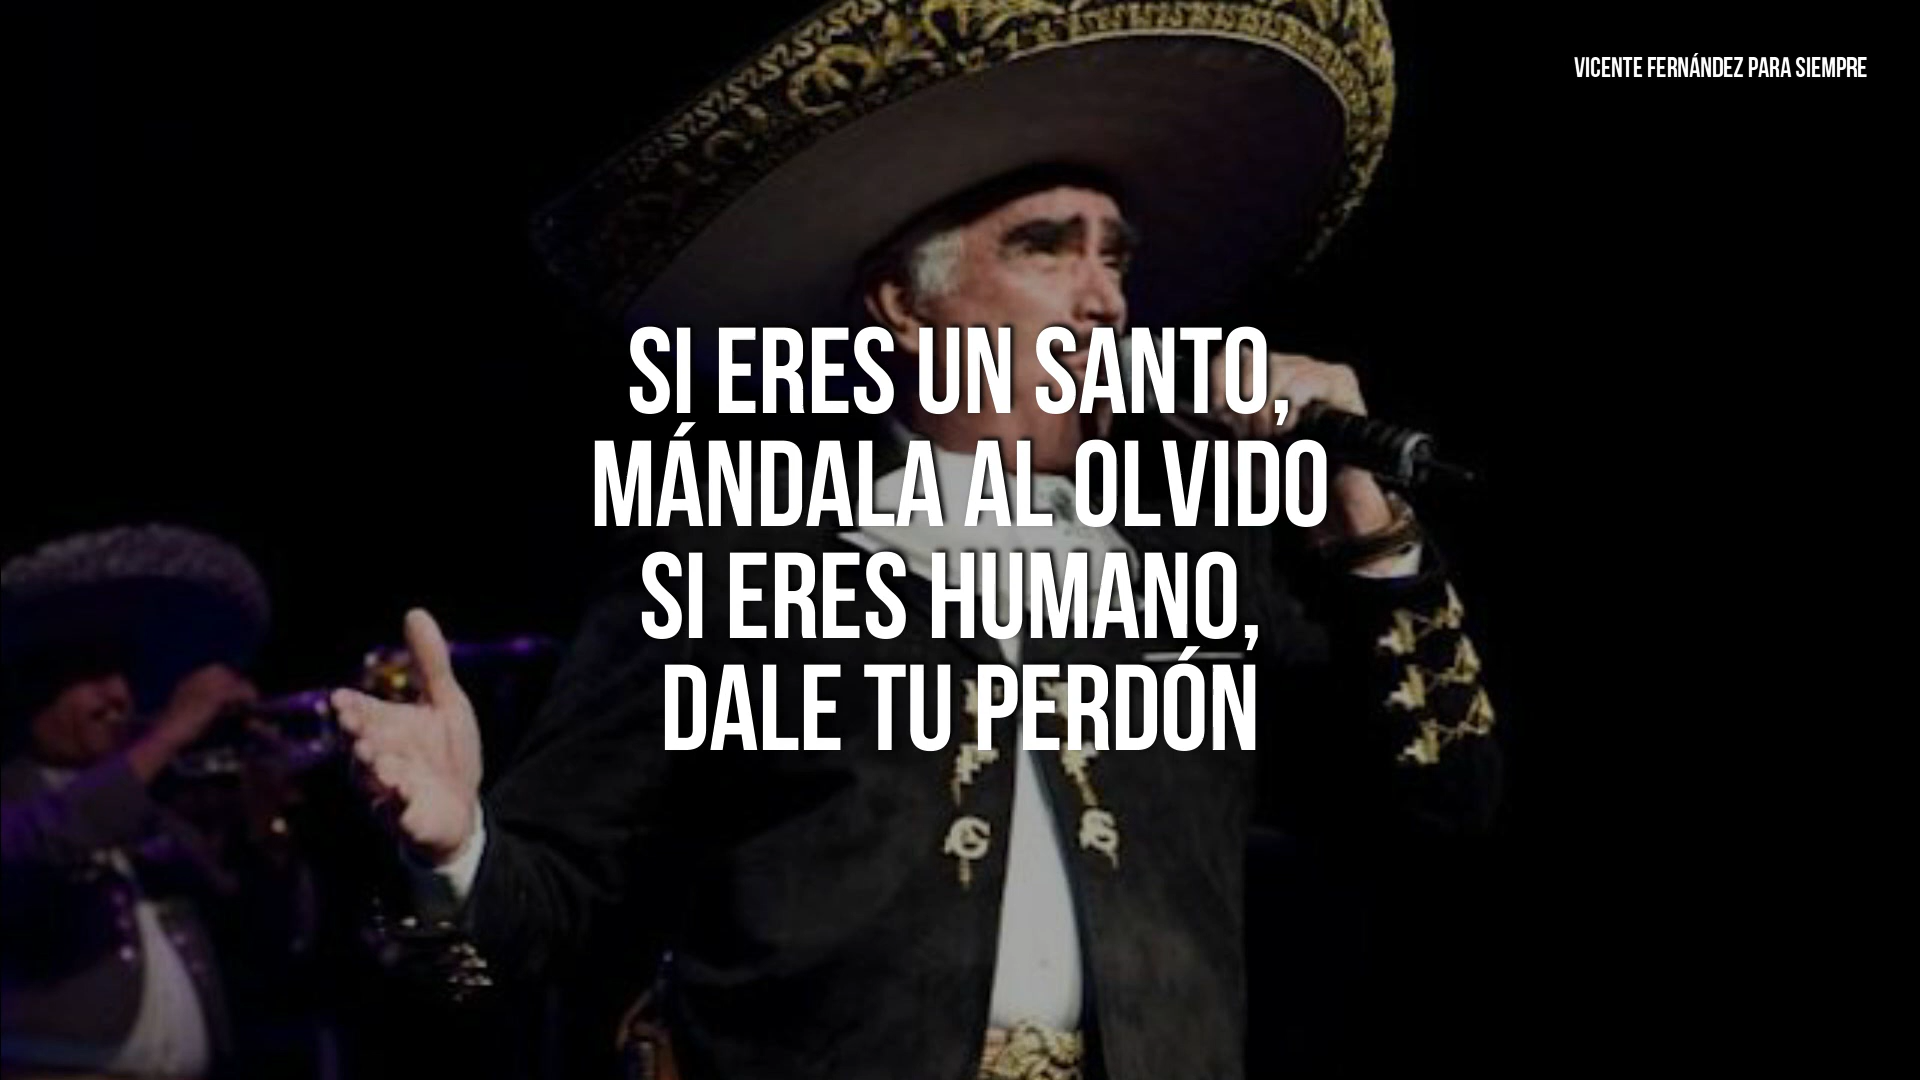 VICENTE FERNÁNDEZ PARA SIEMPRE
SI ERES UN SANTO,
MÁNDALA AL OLVIDO
SI ERES HUMANO,
DALE TU PERDÓN